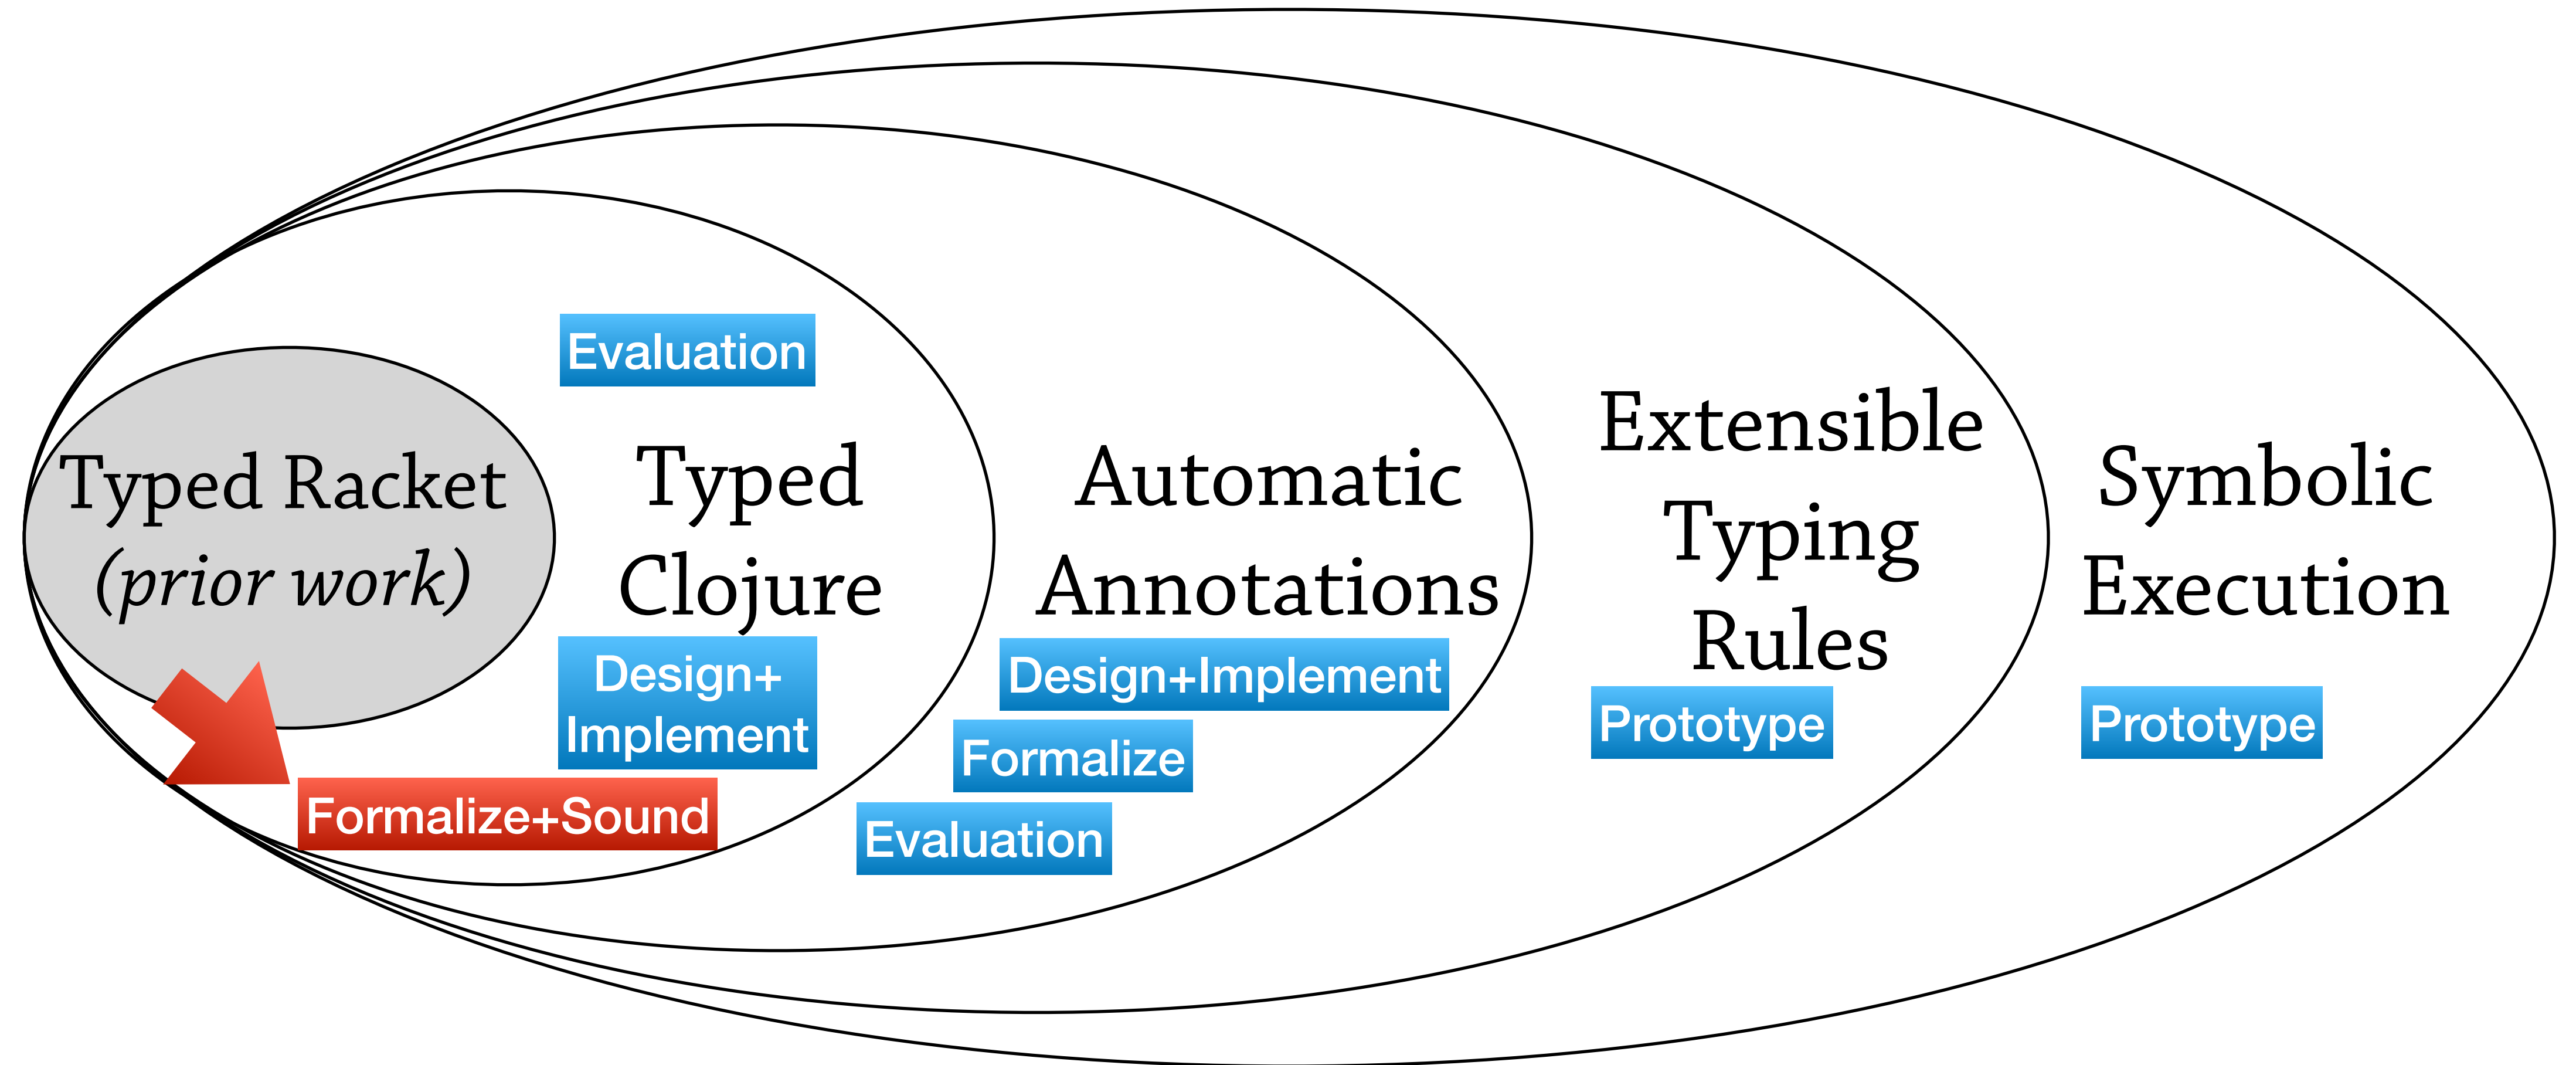 Typed Racket
(prior work)
Evaluation
Typed
Clojure
Design+
Implement
Formalize+Sound
Automatic
Annotations
Design+Implement
Formalize
Evaluation
Extensible
Typing
Rules
Prototype
Symbolic
Execution
Prototype